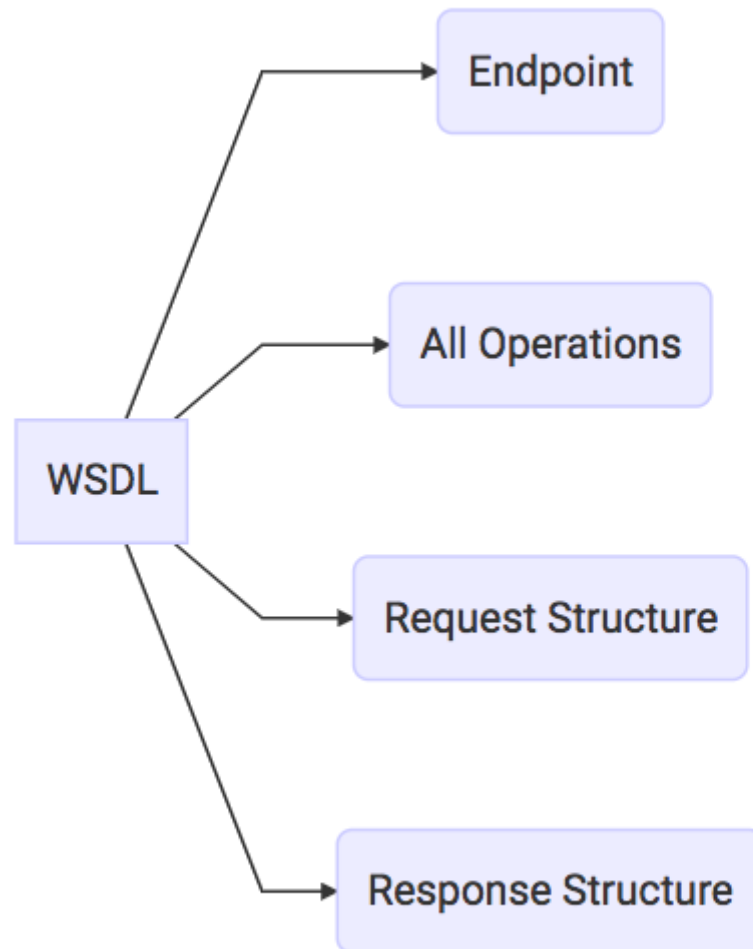 Endpoint
All Operations
WSDL
Request Structure
Response Structure